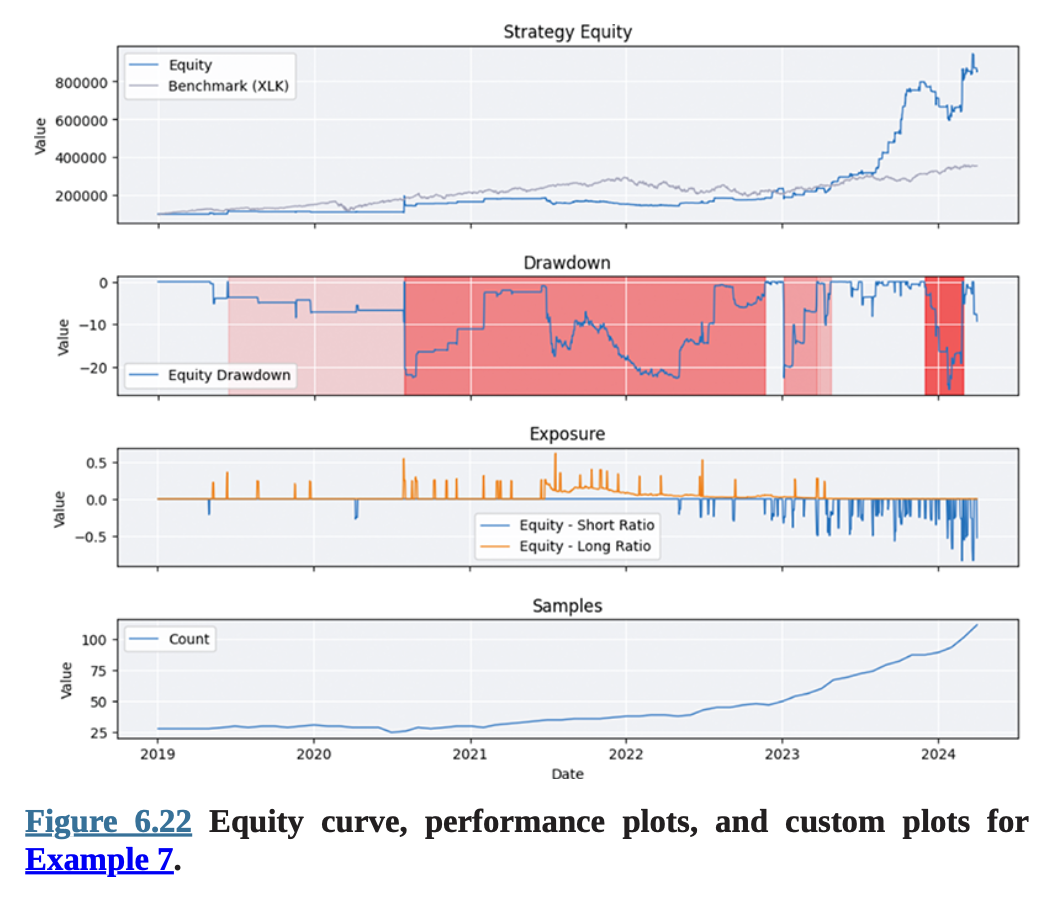 Strategy Equity
Equity
Benchmark (XLK)
800000
600000
400000
200000
Value
Drawdown
0
−10
−20
Value
Equity Drawdown
Exposure
0.5
0.0
−0.5
Value
Equity - Short Ratio
Equity - Long Ratio
Samples
Count
100
75
50
25
Value
2019 2020 2021 2022 2023 2024
Date
Figure 6.22 Equity curve, performance plots, and custom plots for
Example 7.